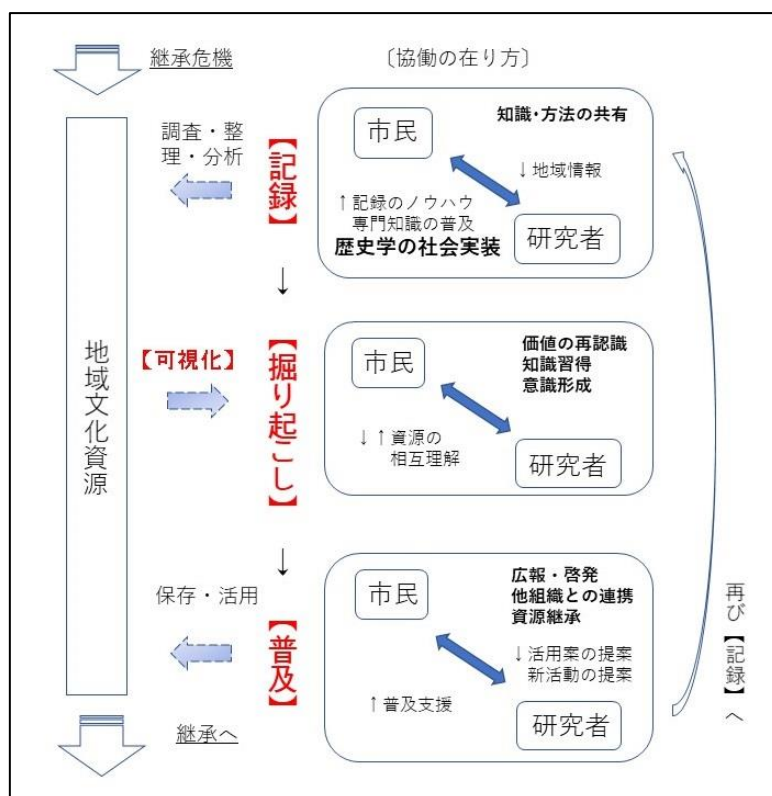 継承危機
〔協働の在り方〕
地域文化資源
調査・整
理・分析
【記録】
市民
知識・方法の共有
↓地域情報
↑記録のノウハウ
専門知識の普及
歴史学の社会実装
研究者
↓
【可視化】
【掘り起こし】
市民
価値の再認識
知識習得
意識形成
↓↑資源の
相互理解
研究者
↓
保存・活用
【普及】
市民
広報・啓発
他組織との連携
資源継承
↓活用案の提案
新活動の提案
↑普及支援
研究者
再び【記録】へ
継承へ